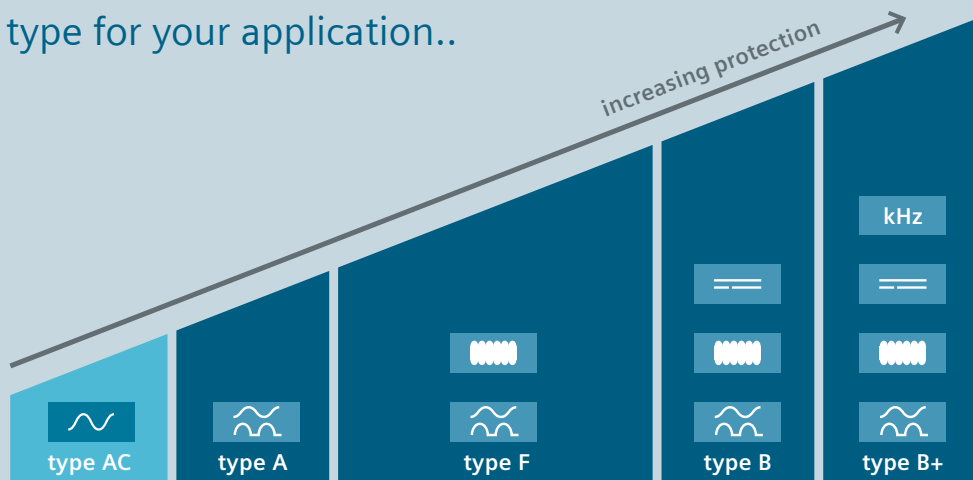 type for your application..
increasing protection
kHz
type AC
type A
type F
type B
type B+